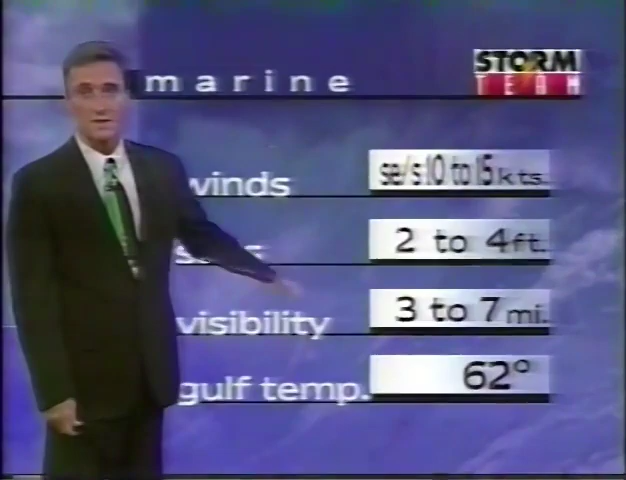 marine
STORM
TEAM
winds se/s:10 to 15 kts.
2 to 4 ft.
visibility 3 to 7 mi.
gulf temp. 62°